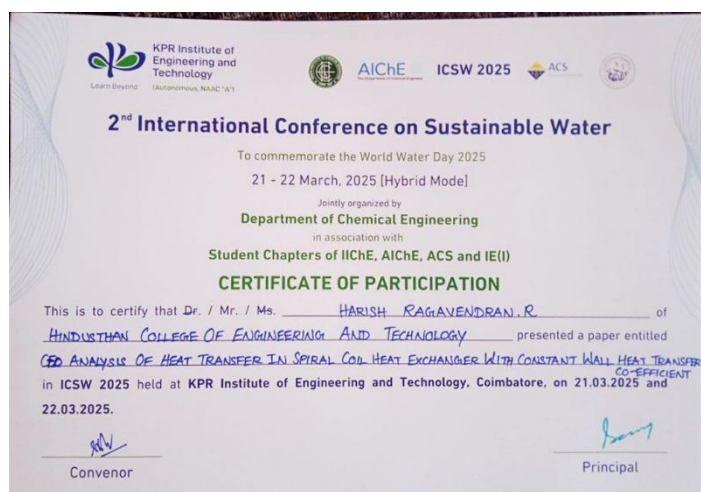 KPR Institute of
Engineering and
Technology
Learn Beyond
(Autonomous, NAAC "A")
AIChE
ICSW 2025
ACS
2nd International Conference on Sustainable Water
To commemorate the World Water Day 2025
21 - 22 March, 2025 [Hybrid Mode]
Jointly organized by
Department of Chemical Engineering
in association with
Student Chapters of IIChE, AIChE, ACS and IE(I)
CERTIFICATE OF PARTICIPATION
This is to certify that Dr. / Mr. / Ms. HARISH RAGAVENDRAN.R of
HINDUSTHAN COLLEGE OF ENGINEERING AND TECHNOLOGY presented a paper entitled
CFD ANALYSIS OF HEAT TRANSFER IN SPIRAL COIL HEAT EXCHANGER WITH CONSTANT WALL HEAT TRANSFER
CO-EFFICIENT
in ICSW 2025 held at KPR Institute of Engineering and Technology, Coimbatore, on 21.03.2025 and
22.03.2025.
Convenor
Principal